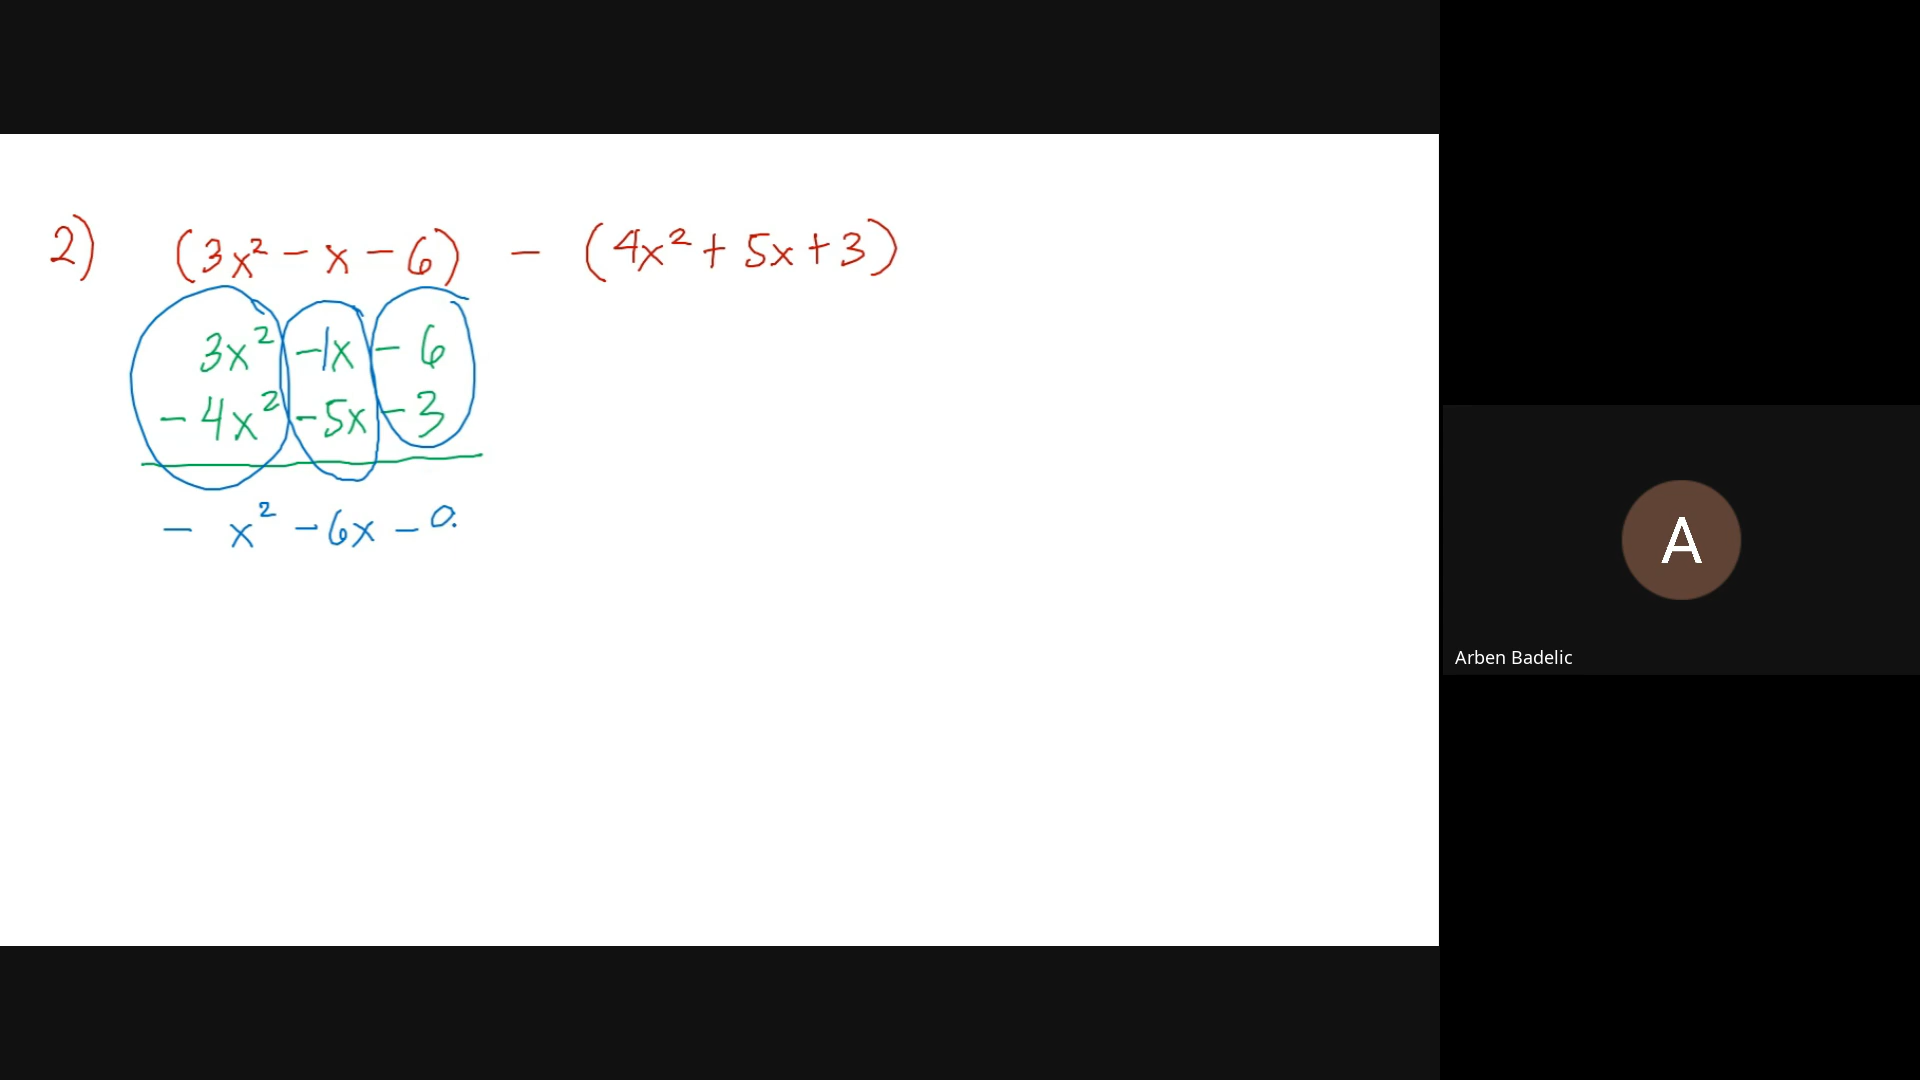 2) (3x² - x - 6) - (4x² + 5x + 3)
3x² -1x - 6
- 4x² -5x - 3
- x² -6x - 0.
A
Arben Badelic